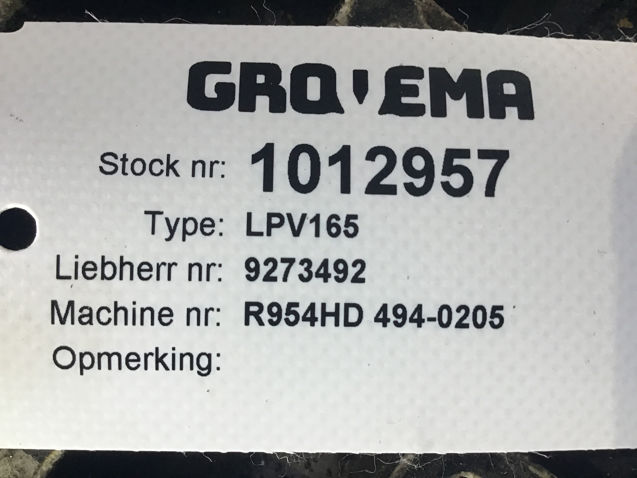 GROVEMA
Stock nr: 1012957
Type: LPV165
Liebherr nr: 9273492
Machine nr: R954HD 494-0205
Opmerking: